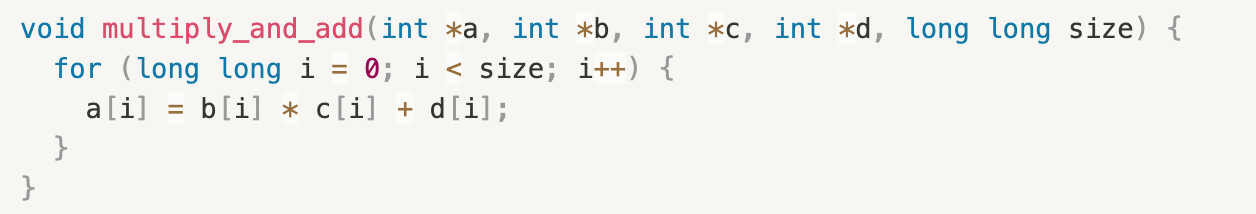 void multiply_and_add(int *a, int *b, int *c, int *d, long long size) {
  for (long long i = 0; i < size; i++) {
    a[i] = b[i] * c[i] + d[i];
  }
}